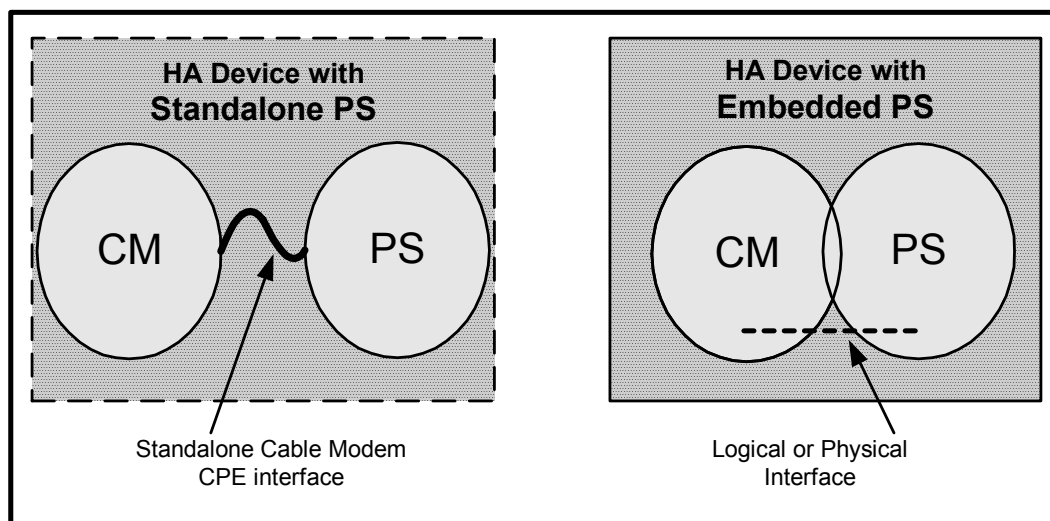 HA Device with
Standalone PS
CM
PS
Standalone Cable Modem
CPE interface
HA Device with
Embedded PS
CM
PS
Logical or Physical
Interface